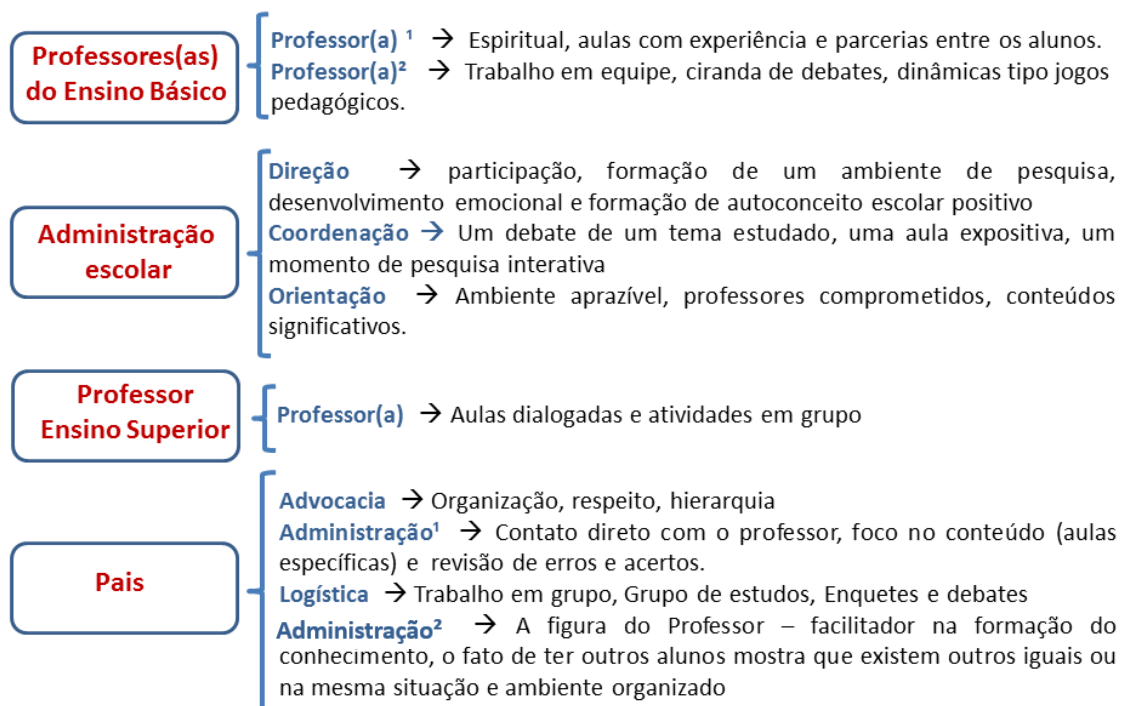 Professores(as)
do Ensino Básico
Professor(a) ¹ → Espiritual, aulas com experiência e parcerias entre os alunos.
Professor(a)² → Trabalho em equipe, ciranda de debates, dinâmicas tipo jogos
pedagógicos.
Administração
escolar
Direção → participação, formação de um ambiente de pesquisa,
desenvolvimento emocional e formação de autoconceito escolar positivo
Coordenação → Um debate de um tema estudado, uma aula expositiva, um
momento de pesquisa interativa
Orientação → Ambiente aprazível, professores comprometidos, conteúdos
significativos.
Professor
Ensino Superior
Professor(a) → Aulas dialogadas e atividades em grupo
Pais
Advocacia → Organização, respeito, hierarquia
Administração¹ → Contato direto com o professor, foco no conteúdo (aulas
específicas) e revisão de erros e acertos.
Logística → Trabalho em grupo, Grupo de estudos, Enquetes e debates
Administração² → A figura do Professor – facilitador na formação do
conhecimento, o fato de ter outros alunos mostra que existem outros iguais ou
na mesma situação e ambiente organizado